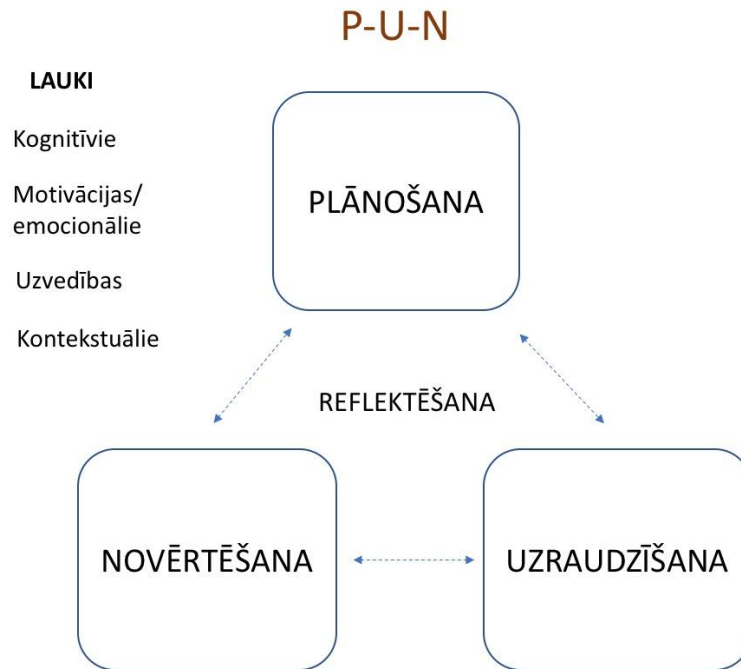 P-U-N
LAUKI
Kognitīvie
Motivācijas/
emocionālie
Uzvedības
Kontekstuālie
PLĀNOŠANA
REFLEKTĒŠANA
NOVĒRTĒŠANA
UZRAUDZĪŠANA